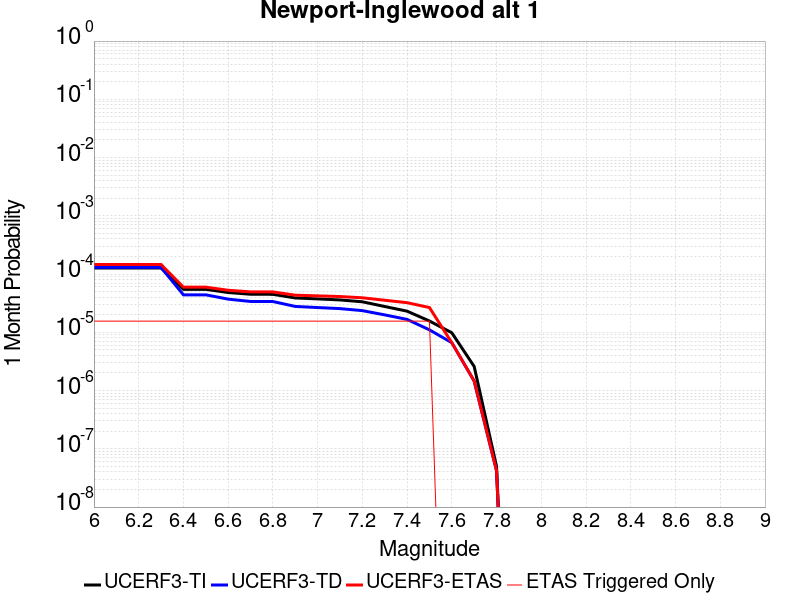 Newport-Inglewood alt 1
10^0
10^-1
10^-2
10^-3
10^-4
10^-5
10^-6
10^-7
10^-8
1 Month Probability
6 6.2 6.4 6.6 6.8 7 7.2 7.4 7.6 7.8 8 8.2 8.4 8.6 8.8 9
Magnitude
UCERF3-TI UCERF3-TD UCERF3-ETAS ETAS Triggered Only